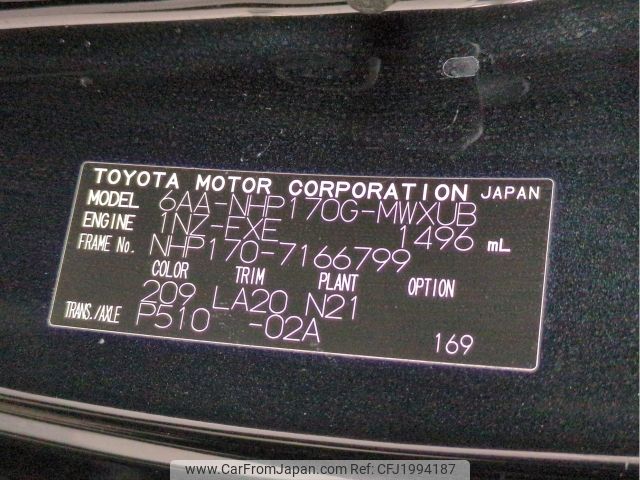 TOYOTA MOTOR CORPORATION JAPAN
MODEL 6AA-NHP170G-MWXUB
ENGINE 1NZ-EXE 1496 mL
FRAME No. NHP170-7166799
COLOR TRIM PLANT OPTION
209 LA20 N21
TRANS./AXLE P510 -02A 169
www.CarFromJapan.com Ref: CFJ1994187